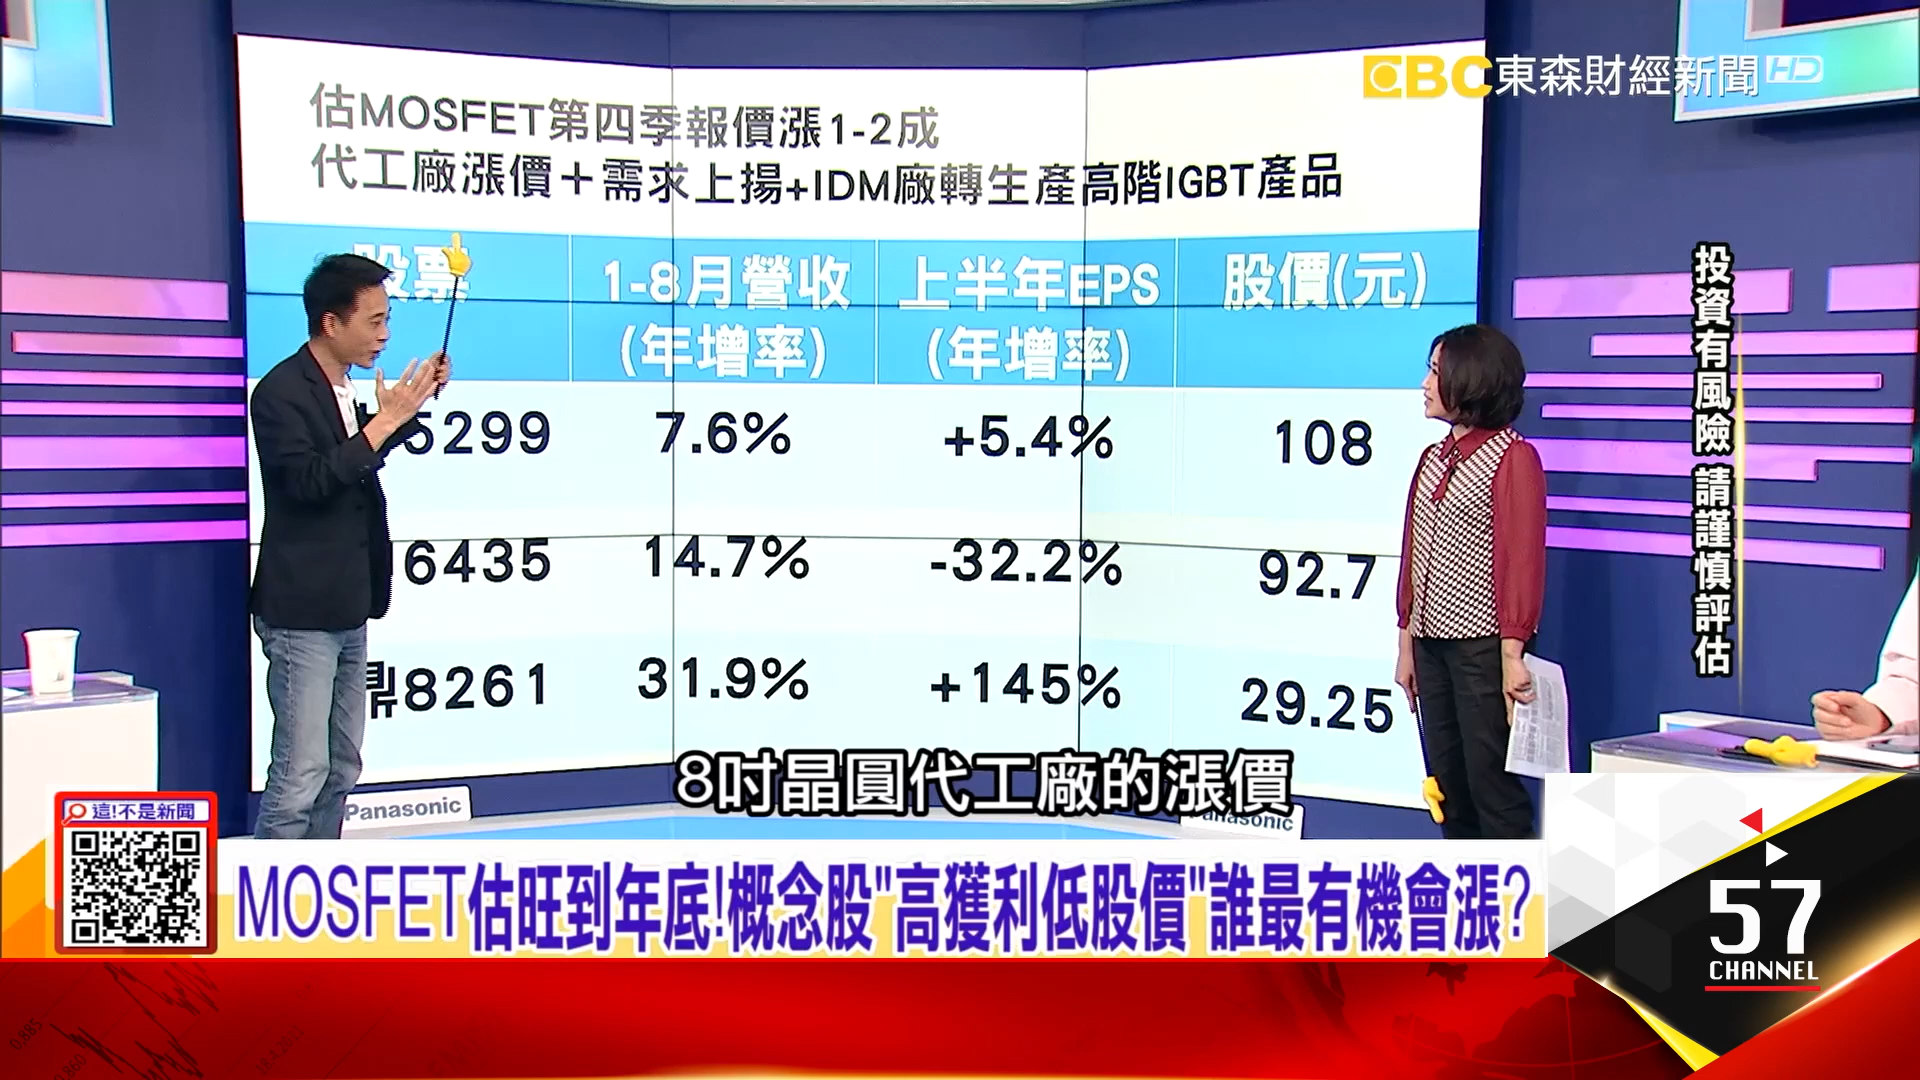 EBC東森財經新聞HD
估MOSFET第四季報價漲1-2成
代工廠漲價+需求上揚+IDM廠轉生產高階IGBT產品
股票 1-8月營收(年增率) 上半年EPS(年增率) 股價(元)
5299 7.6% +5.4% 108
6435 14.7% -32.2% 92.7
鼎8261 31.9% +145% 29.25
投資有風險 請謹慎評估
8吋晶圓代工廠的漲價
Panasonic
Panasonic
這!不是新聞
MOSFET估旺到年底!概念股"高獲利低股價"誰最有機會漲?
57
CHANNEL